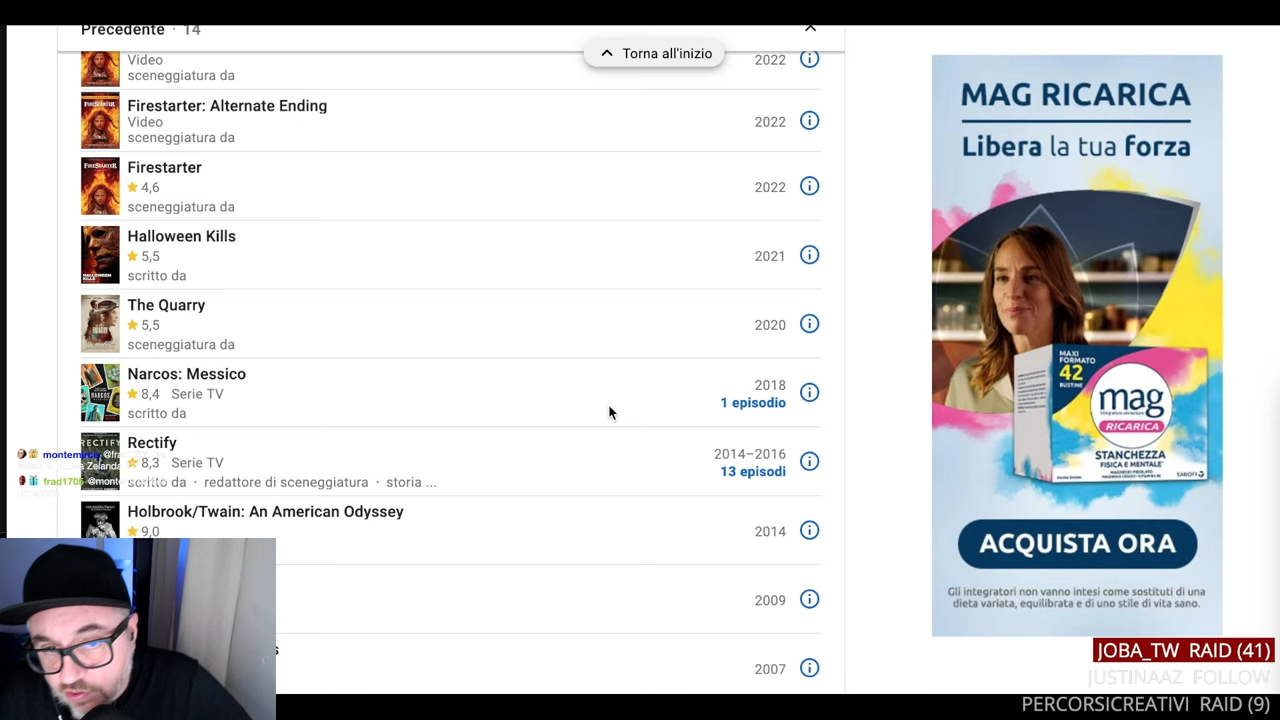 Precedente · 14
Torna all'inizio
Video
2022
sceneggiatura da
Firestarter: Alternate Ending
Video
2022
sceneggiatura da
Firestarter
4,6
2022
sceneggiatura da
Halloween Kills
5,5
2021
scritto da
The Quarry
5,5
2020
sceneggiatura da
Narcos: Messico
8,4 Serie TV
2018
1 episodio
scritto da
Rectify
8,3 Serie TV
2014–2016
13 episodi
redattore di sceneggiatura · storia ...
Holbrook/Twain: An American Odyssey
9,0
2014
2009
2007
montemirco
frad1706
MAG RICARICA
Libera la tua forza
MAXI
FORMATO
42
BUSTINE
mag
RICARICA
STANCHEZZA
FISICA E MENTALE
SANOFI
ACQUISTA ORA
Gli integratori non vanno intesi come sostituti di una
dieta variata, equilibrata e di uno stile di vita sano.
JOBA_TW RAID (41)
JUSTINAAZ FOLLOW
PERCORSICREATIVI RAID (9)